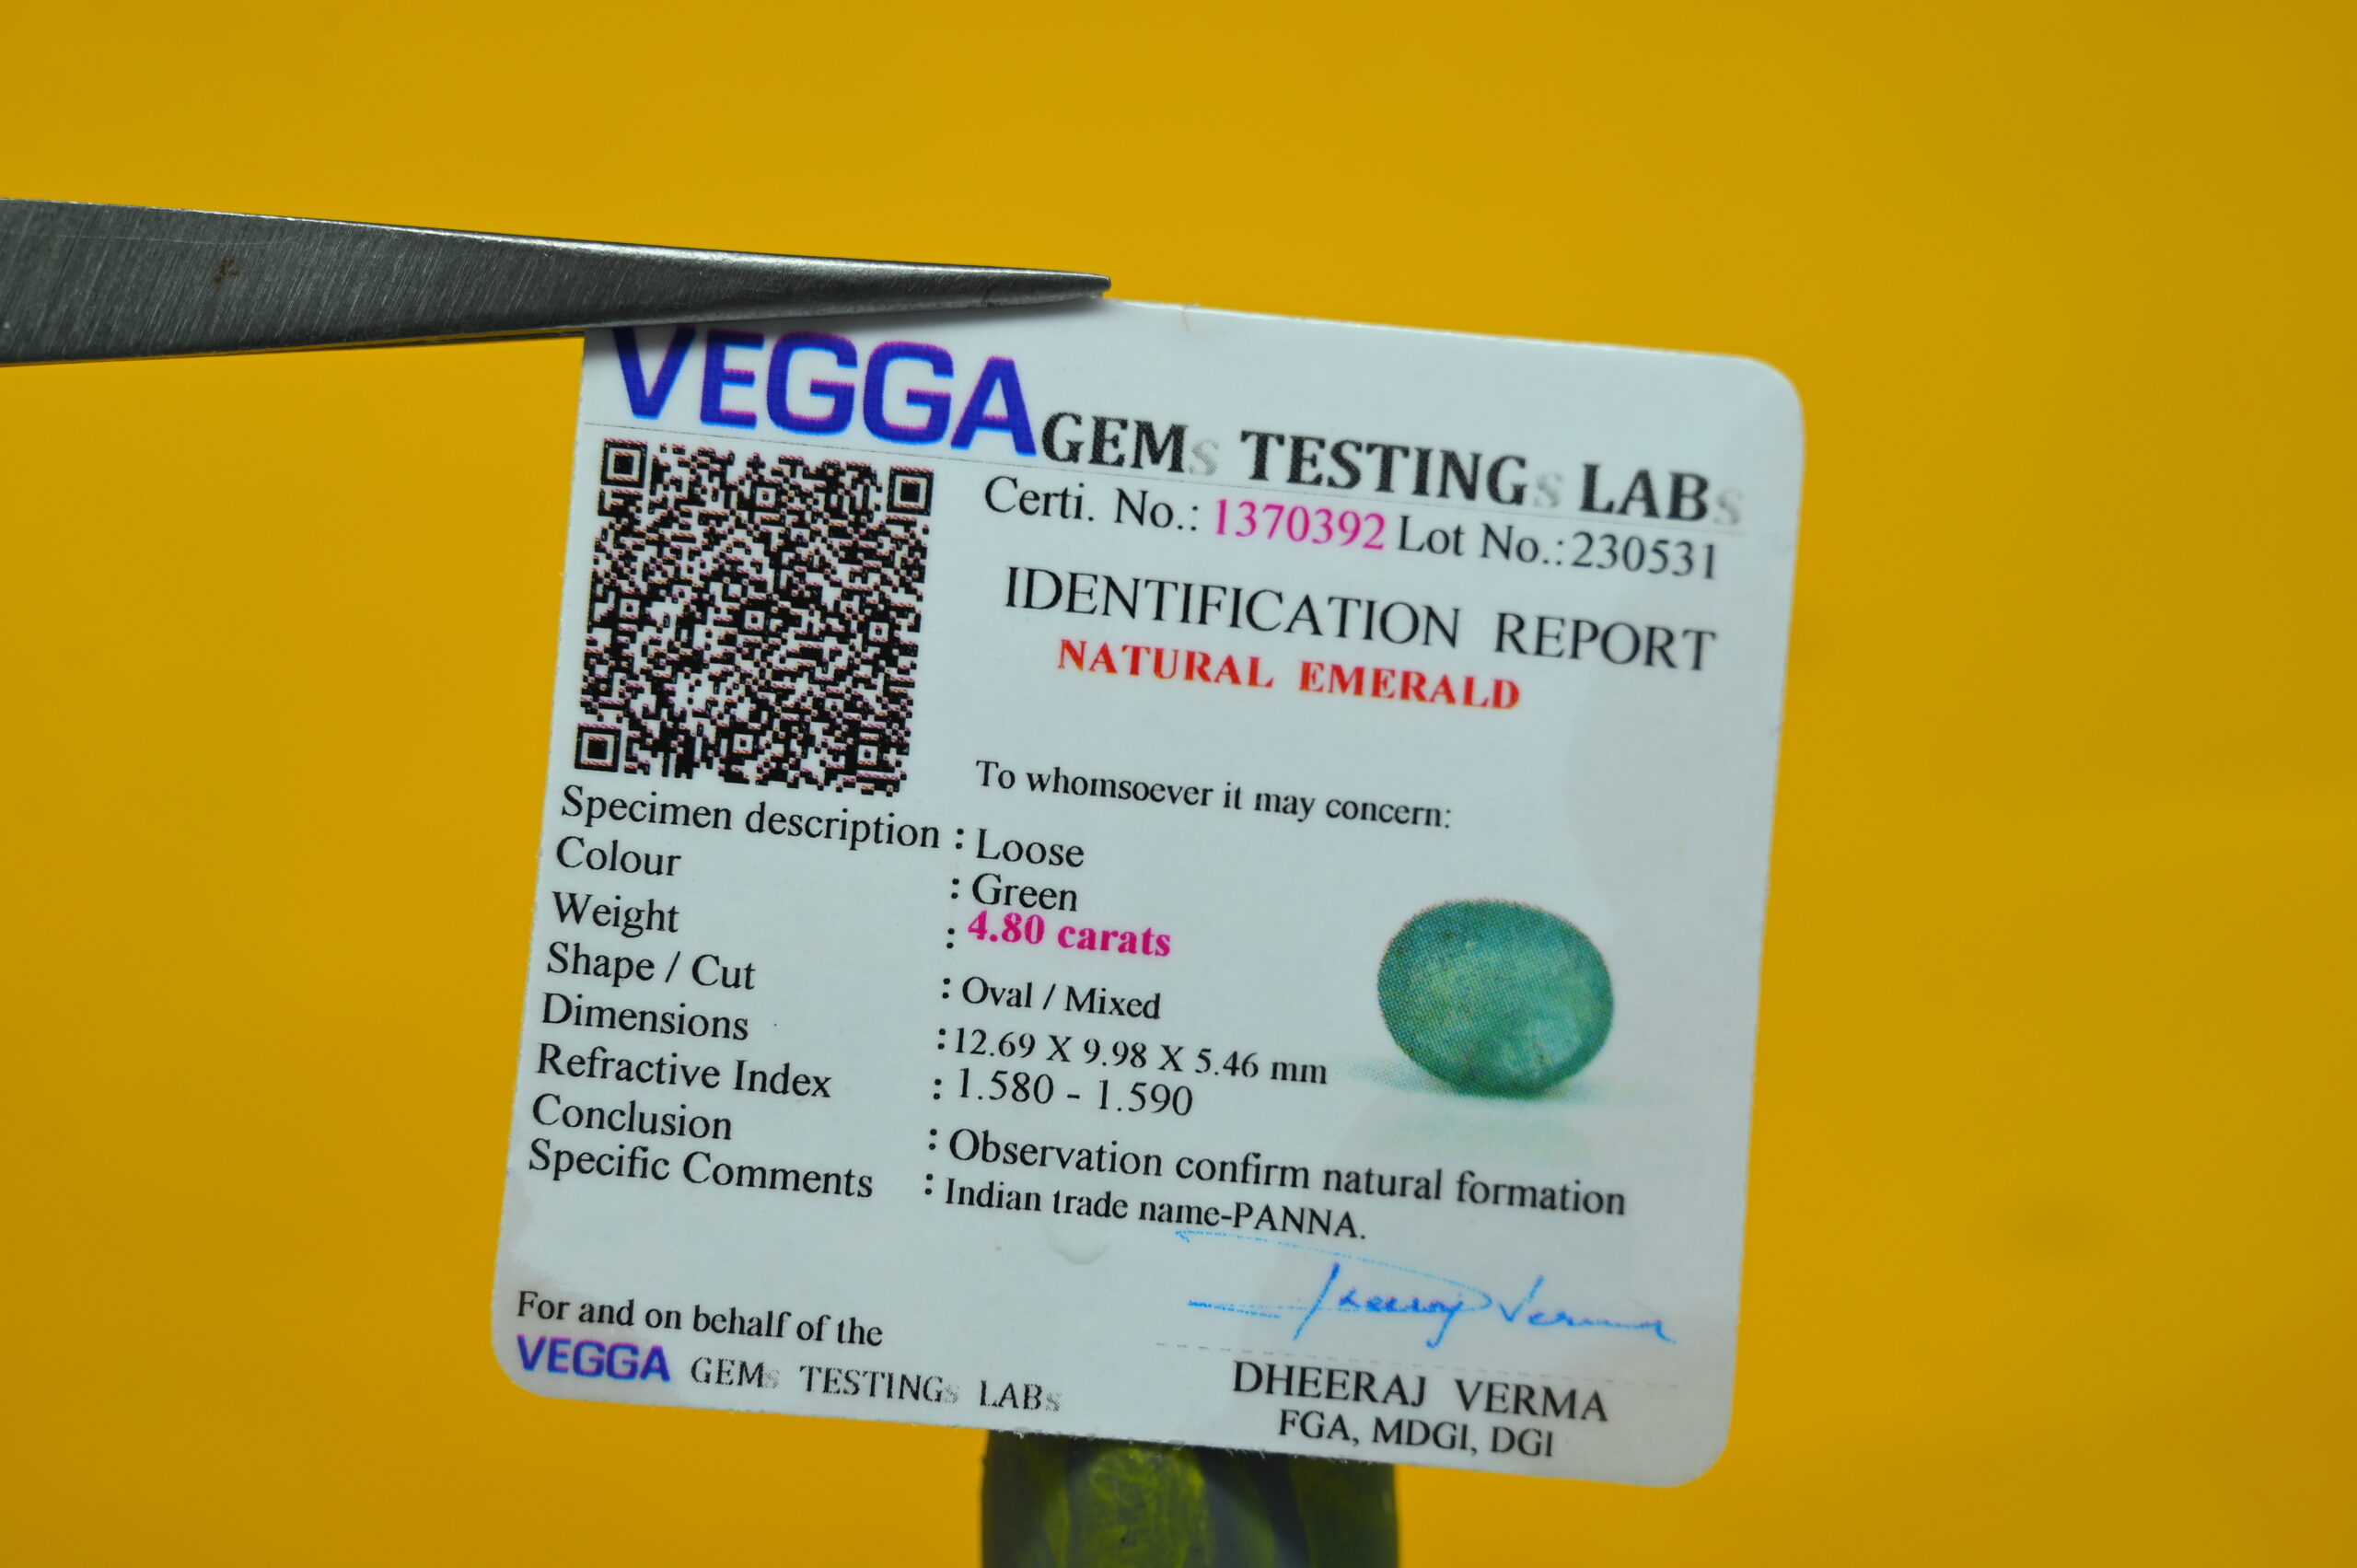 VEGGA GEMs TESTINGs LABs
Certi. No.: 1370392 Lot No.:230531
IDENTIFICATION REPORT
NATURAL EMERALD
To whomsoever it may concern:
Specimen description : Loose
Colour : Green
Weight : 4.80 carats
Shape / Cut : Oval / Mixed
Dimensions :12.69 X 9.98 X 5.46 mm
Refractive Index : 1.580 - 1.590
Conclusion : Observation confirm natural formation
Specific Comments : Indian trade name-PANNA.
Dheeraj Verma
For and on behalf of the
VEGGA GEMs TESTINGs LABs
DHEERAJ VERMA
FGA, MDGI, DGI